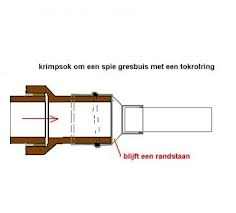 krimpsok om een spie gresbuis met een tokrolring
blijft een randstaan